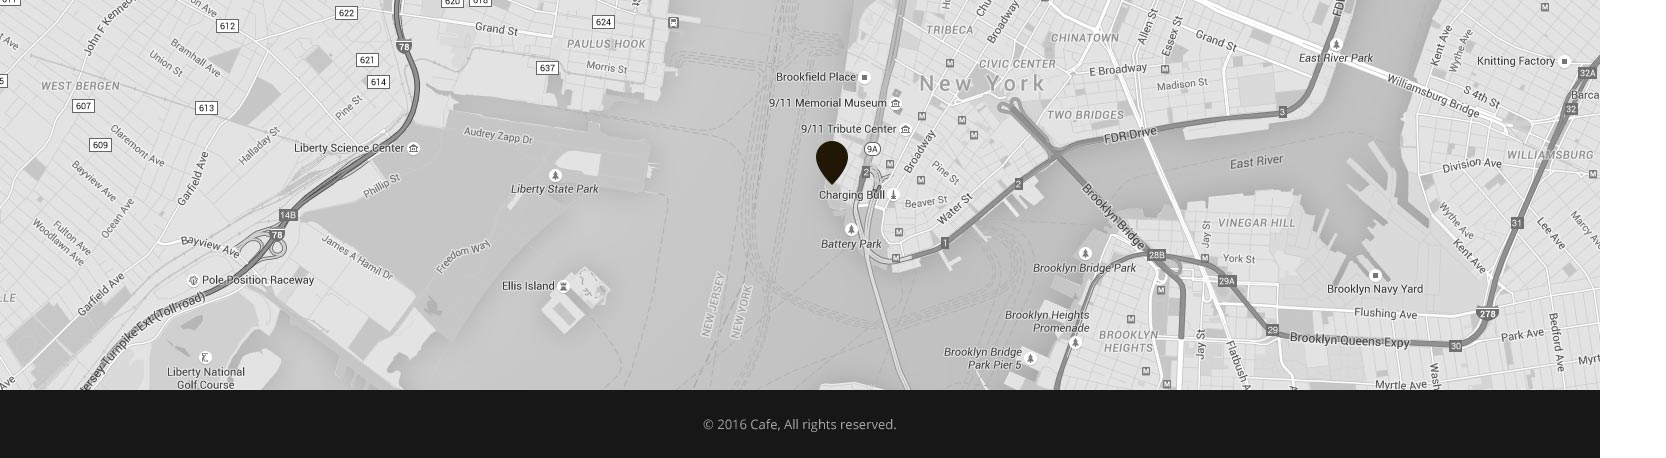 622
624
620
618
611
612
John F Kenned
Grand St
PAULUS HOOK
TRIBECA
Broadway
CHINATOWN
Allen St
Essex St
Grand St
East River Park
Kent Ave
Wythe Ave
Knitting Factory
78
Bramhall Ave
Union St
621
614
637
Morris St
CIVIC CENTER
E Broadway
Madison St
Brookfield Place
New York
Williamsburg Bridge
S 4th St
32A
Barca
32
WEST BERGEN
607
613
Pine St
9/11 Memorial Museum
TWO BRIDGES
3
FDR Drive
609
Claremont Ave
Halladay St
Liberty Science Center
Audrey Zapp Dr
9/11 Tribute Center
9A
Broadway
Pine St
East River
Division Ave
WILLIAMSBURG
Bayview Ave
Garfield Ave
Phillip St
Liberty State Park
2
Charging Bull
Beaver St
Water St
2
Brooklyn Bridge
Ocean Ave
Fulton Ave
Woodlawn Ave
14B
78
Bayview Ave
James A Hamil Dr
Freedom Way
Battery Park
1
VINEGAR HILL
Jay St
York St
Wythe Ave
Kent Ave
31
Lee Ave
Marcy Ave
Garfield Ave
Pole Position Raceway
Ellis Island
Brooklyn Bridge Park
28B
29A
Brooklyn Navy Yard
NEW JERSEY
NEW YORK
Brooklyn Heights
Promenade
Flushing Ave
278
Liberty National
Golf Course
Brooklyn Bridge
Park Pier 5
BROOKLYN
HEIGHTS
Jay St
29
Brooklyn Queens Expy
30
Park Ave
Bedford Ave
Myrtle Ave
© 2016 Cafe, All rights reserved.